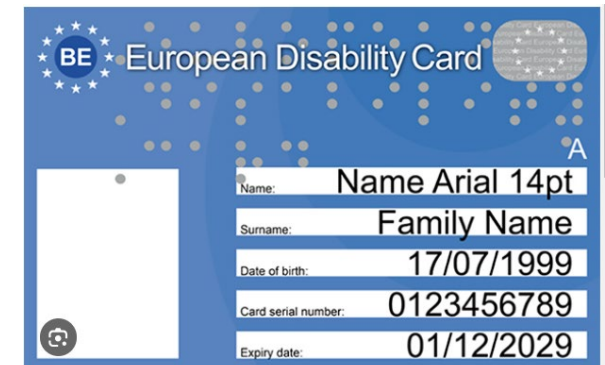 BE European Disability Card
A
Name: Name Arial 14pt
Surname: Family Name
Date of birth: 17/07/1999
Card serial number: 0123456789
Expiry date: 01/12/2029